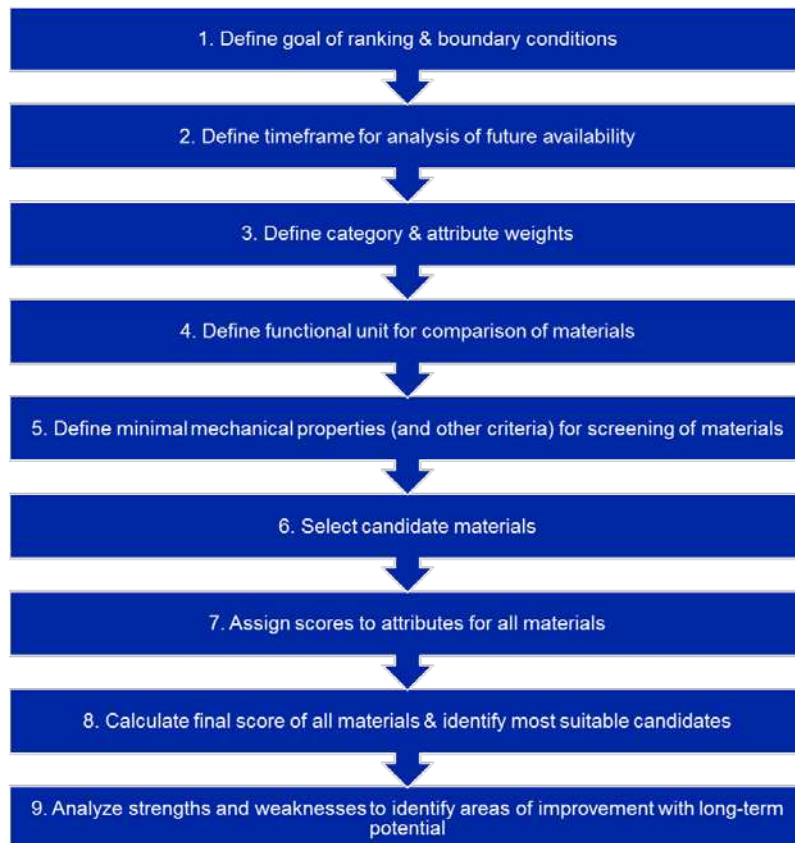 1. Define goal of ranking & boundary conditions
2. Define timeframe for analysis of future availability
3. Define category & attribute weights
4. Define functional unit for comparison of materials
5. Define minimal mechanical properties (and other criteria) for screening of materials
6. Select candidate materials
7. Assign scores to attributes for all materials
8. Calculate final score of all materials & identify most suitable candidates
9. Analyze strengths and weaknesses to identify areas of improvement with long-term
potential